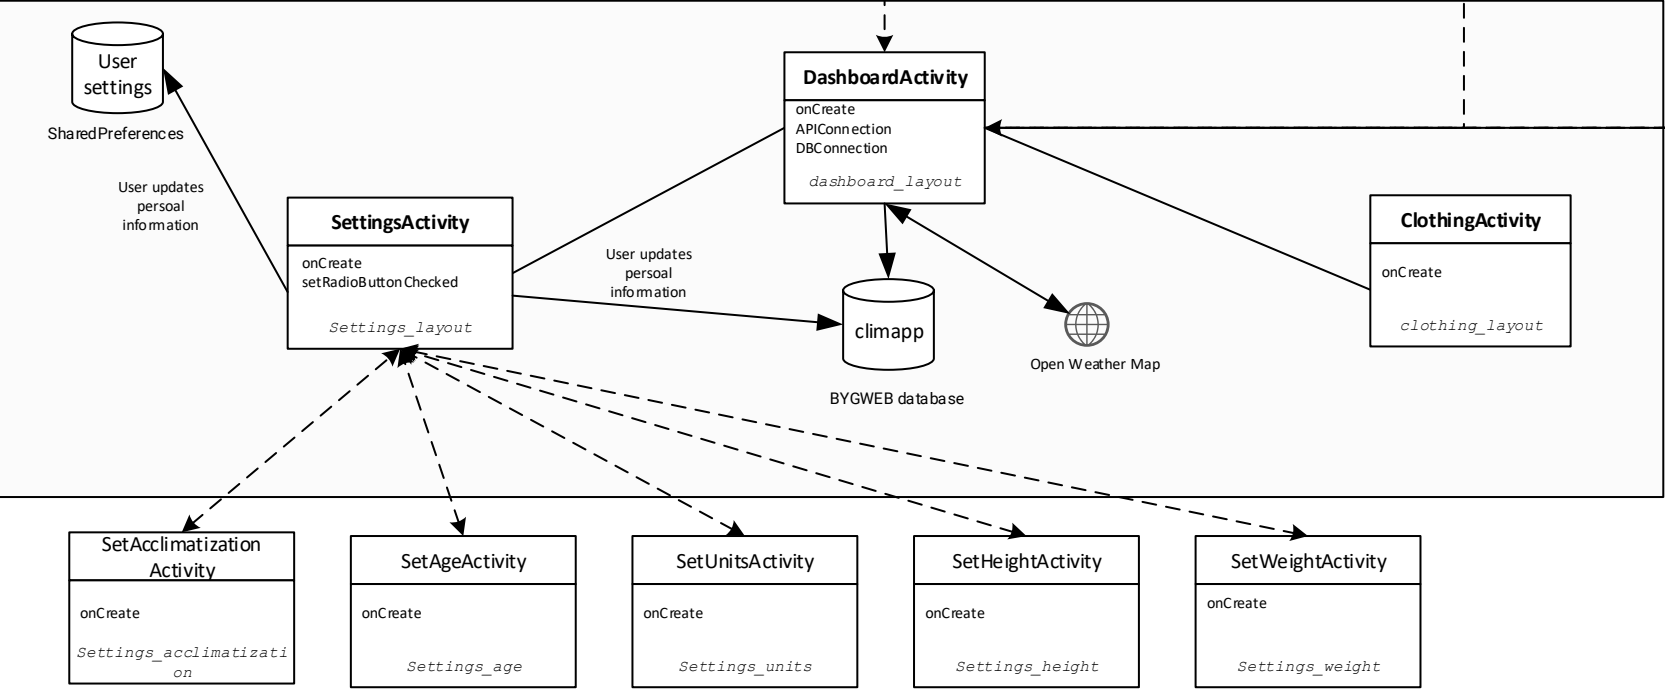 User
settings
SharedPreferences
User updates
persoal
information
SettingsActivity
onCreate
setRadioButtonChecked
Settings_layout
User updates
persoal
information
DashboardActivity
onCreate
APIConnection
DBConnection
dashboard_layout
climapp
BYGWEB database
Open Weather Map
ClothingActivity
onCreate
clothing_layout
SetAcclimatization
Activity
onCreate
Settings_acclimatizati
on
SetAgeActivity
onCreate
Settings_age
SetUnitsActivity
onCreate
Settings_units
SetHeightActivity
onCreate
Settings_height
SetWeightActivity
onCreate
Settings_weight